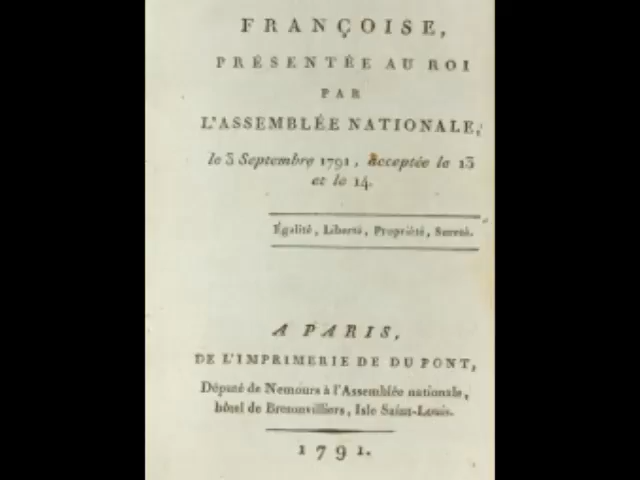 FRANÇOISE,
PRÉSENTÉE AU ROI
PAR
L'ASSEMBLÉE NATIONALE,
le 3 Septembre 1791, acceptée le 13
et le 14.
Égalité, Liberté, Propriété, Sureté.
A PARIS,
DE L'IMPRIMERIE DE DU PONT,
Député de Nemours à l'Assemblée nationale,
hôtel de Bretonvilliers, Isle Saint-Louis.
1791.